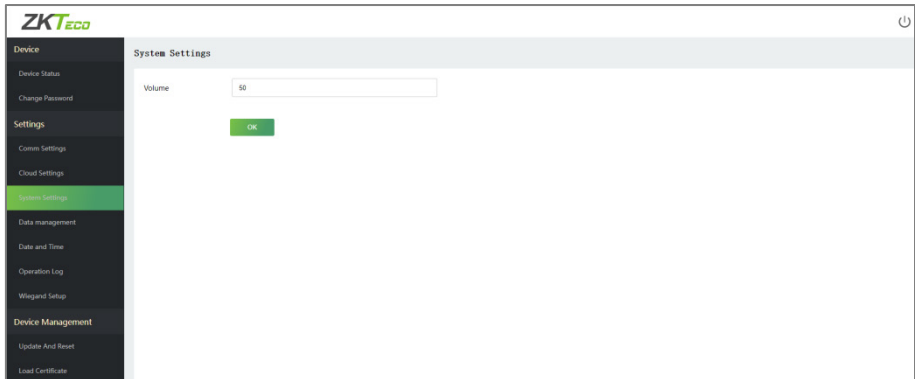 ZKTeco
Device
Device Status
Change Password
Settings
Comm Settings
Cloud Settings
System Settings
Data management
Date and Time
Operation Log
Wiegand Setup
Device Management
Update And Reset
Load Certificate
System Settings
Volume 50
OK